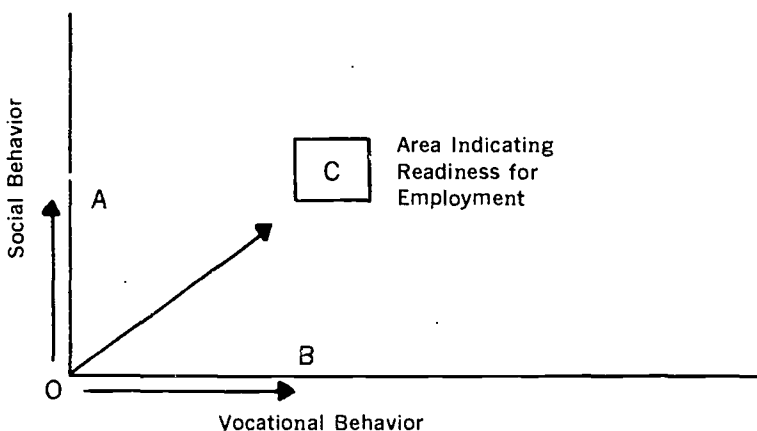 Social Behavior
A
C
Area Indicating
Readiness for
Employment
B
O
Vocational Behavior